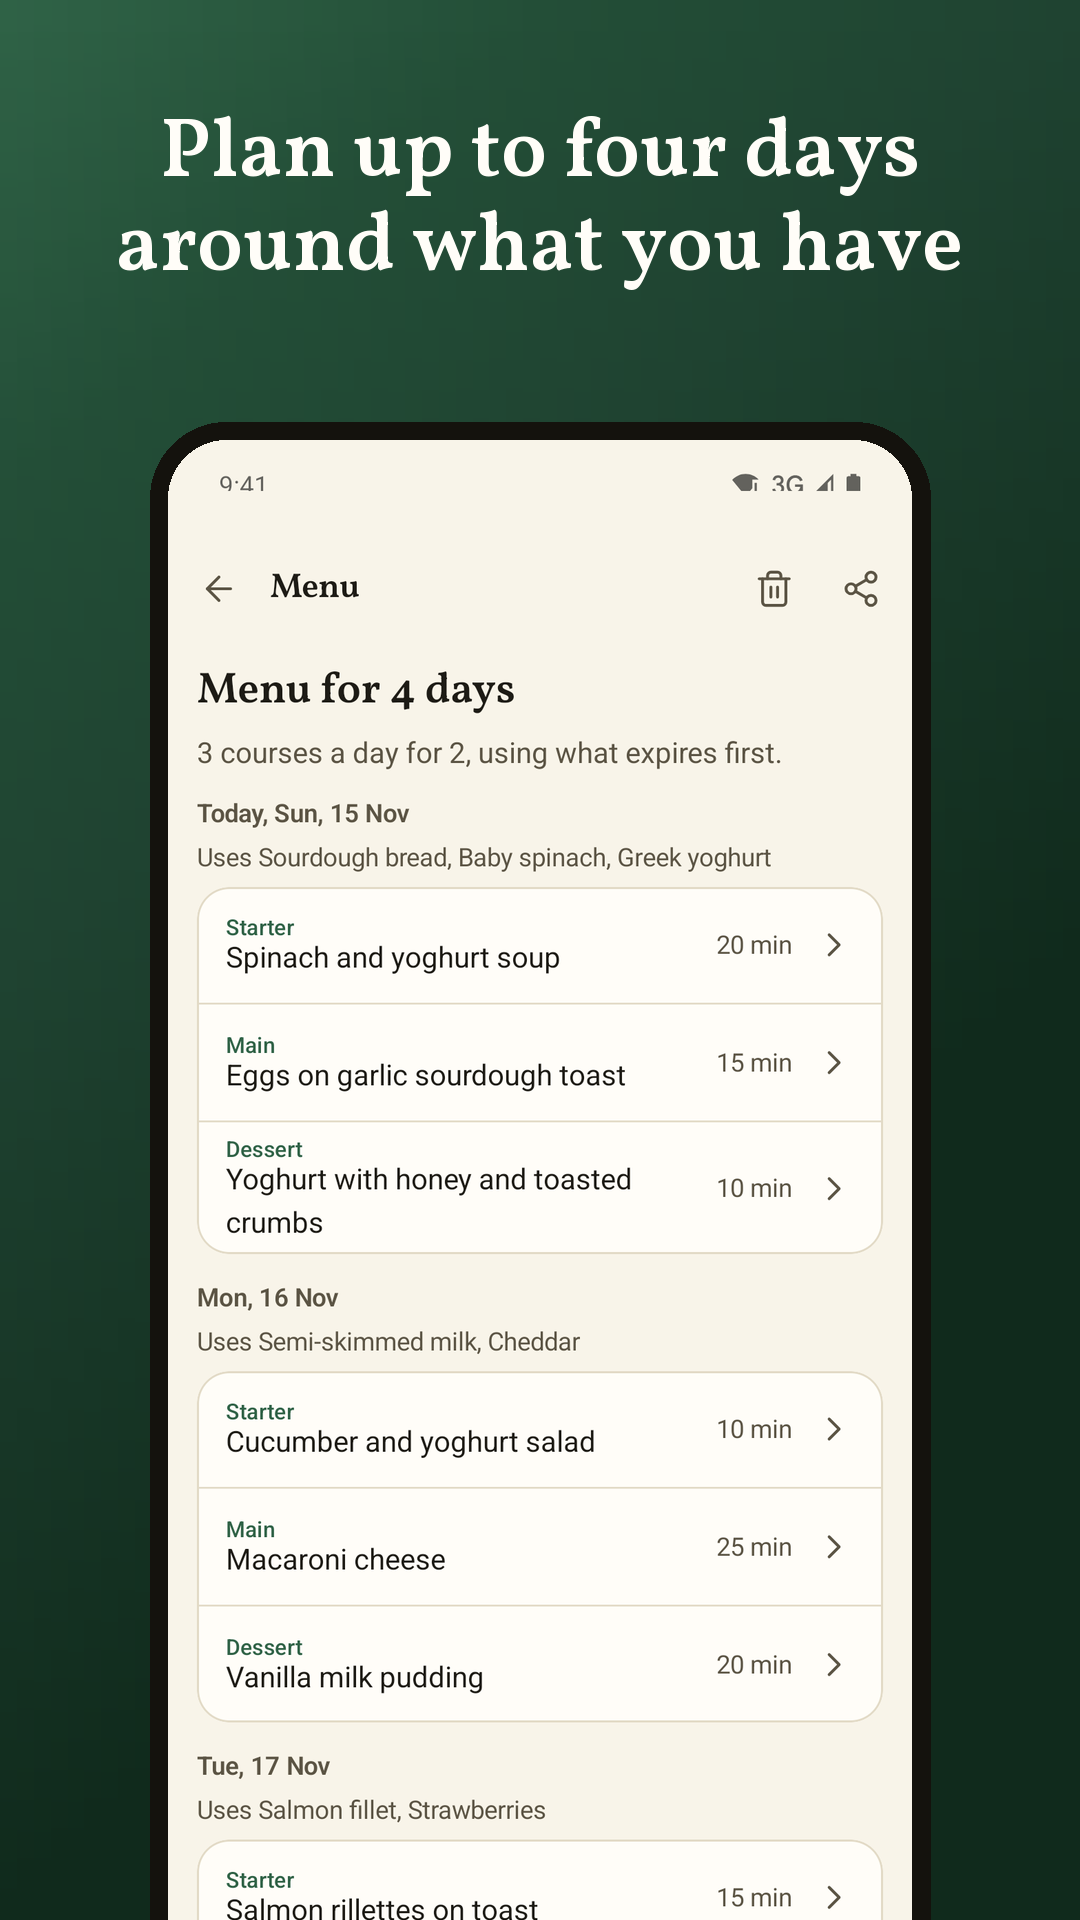 Plan up to four days
around what you have
9:41
3G
Menu
Menu for 4 days
3 courses a day for 2, using what expires first.
Today, Sun, 15 Nov
Uses Sourdough bread, Baby spinach, Greek yoghurt
Starter
Spinach and yoghurt soup
20 min
Main
Eggs on garlic sourdough toast
15 min
Dessert
Yoghurt with honey and toasted
crumbs
10 min
Mon, 16 Nov
Uses Semi-skimmed milk, Cheddar
Starter
Cucumber and yoghurt salad
10 min
Main
Macaroni cheese
25 min
Dessert
Vanilla milk pudding
20 min
Tue, 17 Nov
Uses Salmon fillet, Strawberries
Starter
Salmon rillettes on toast
15 min